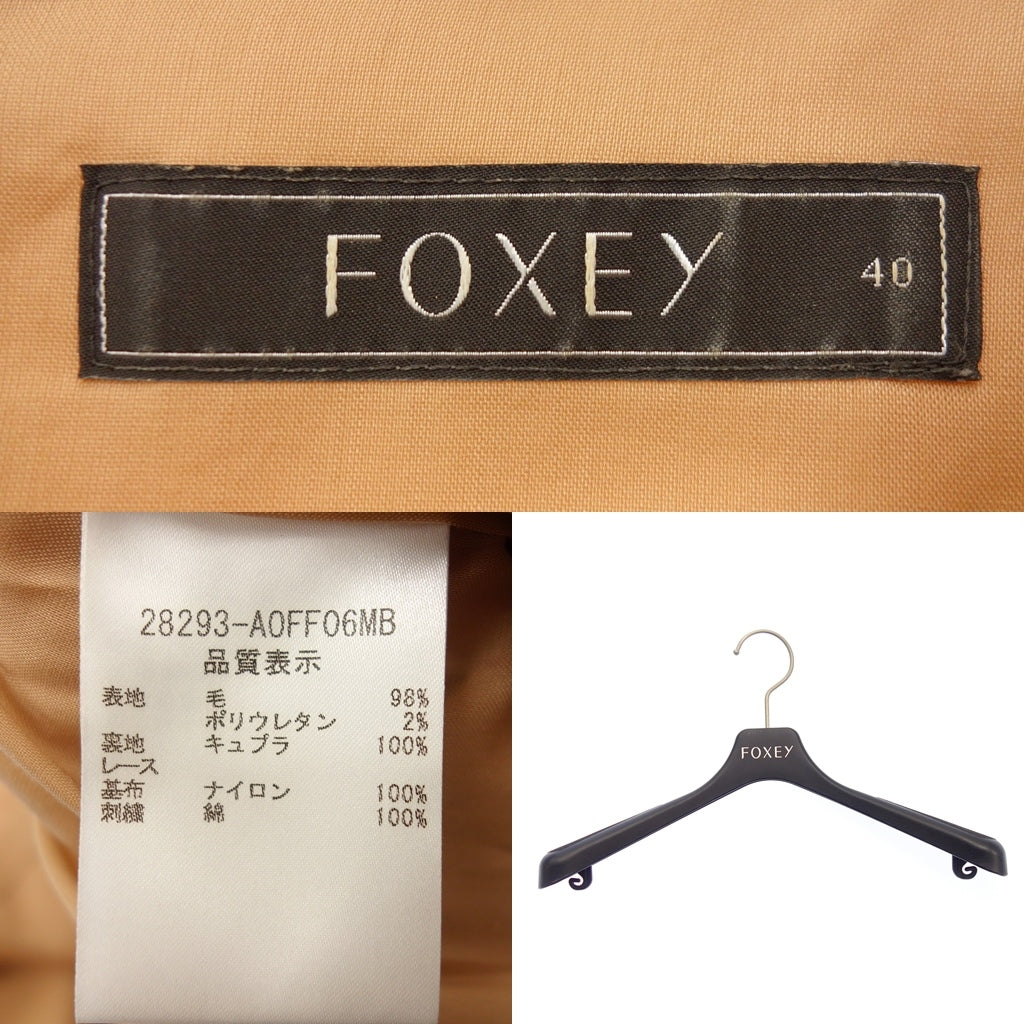 FOXEY 40
28293-A0FF06MB
品質表示
表地 毛 98%
ポリウレタン 2%
裏地 キュプラ 100%
レース
基布 ナイロン 100%
刺繍 綿 100%
FOXEY